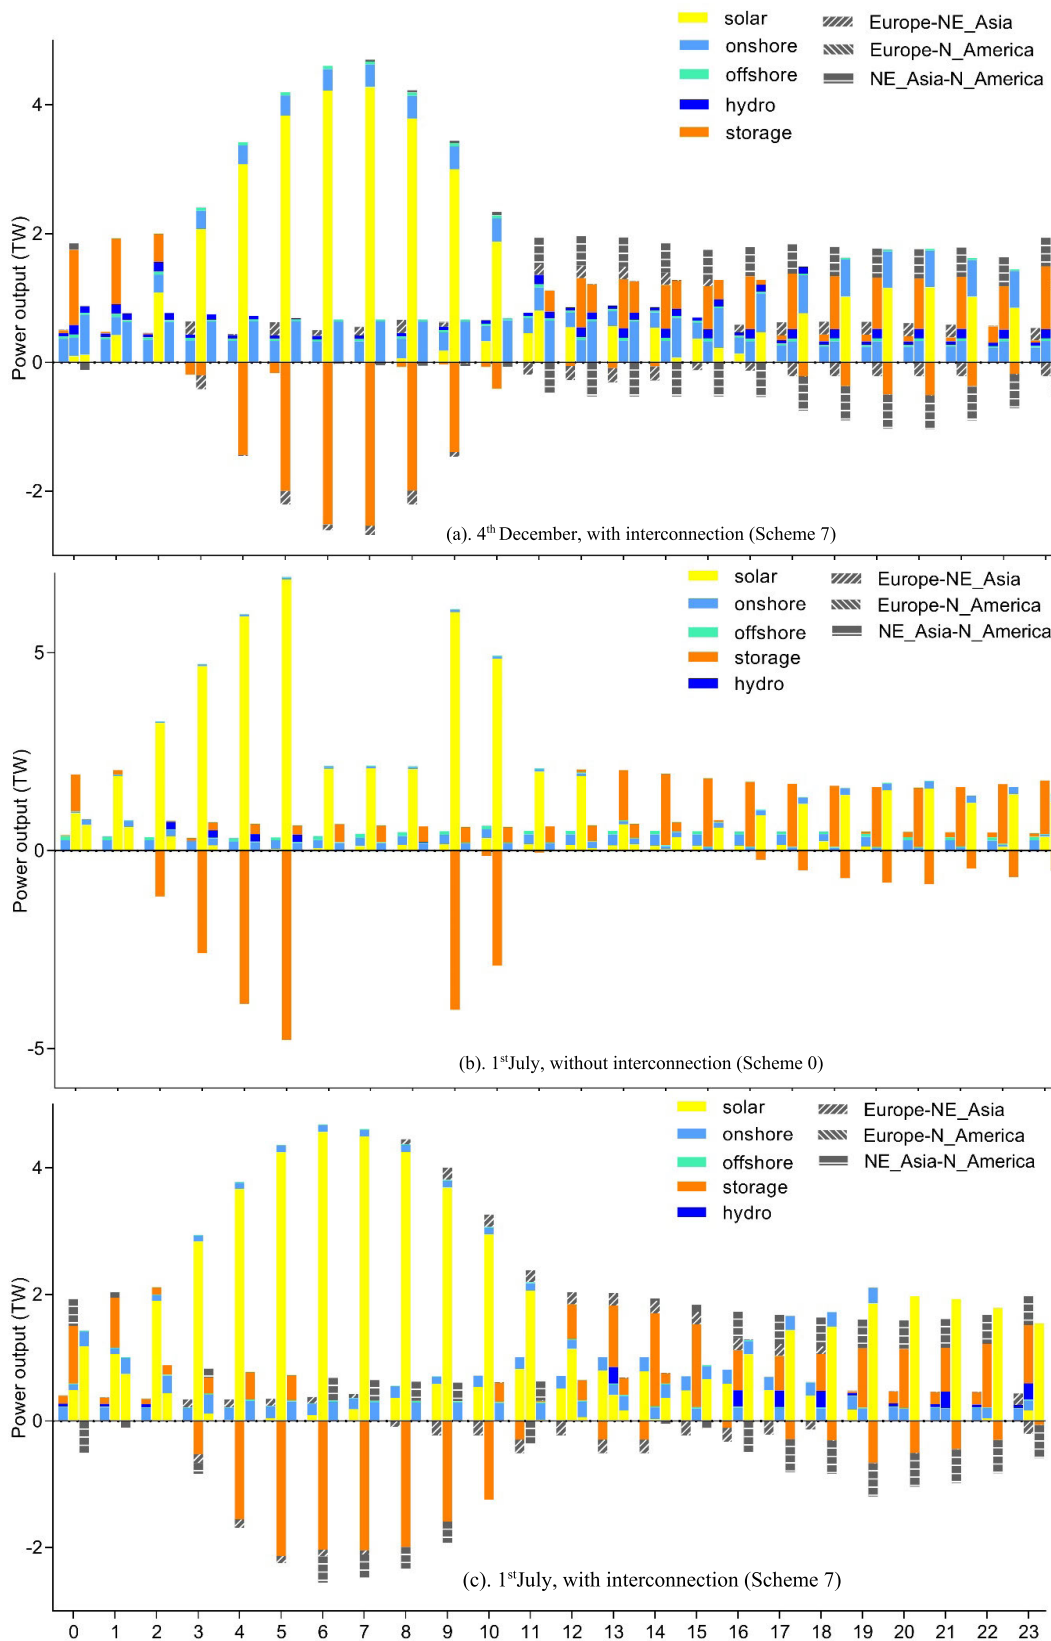 solar
onshore
offshore
hydro
storage
Europe-NE_Asia
Europe-N_America
NE_Asia-N_America
Power output (TW)
4
2
0
-2
(a). 4th December, with interconnection (Scheme 7)
solar
onshore
offshore
storage
hydro
Europe-NE_Asia
Europe-N_America
NE_Asia-N_America
Power output (TW)
5
0
-5
(b). 1stJuly, without interconnection (Scheme 0)
solar
onshore
offshore
storage
hydro
Europe-NE_Asia
Europe-N_America
NE_Asia-N_America
Power output (TW)
4
2
0
-2
(c). 1stJuly, with interconnection (Scheme 7)
0 1 2 3 4 5 6 7 8 9 10 11 12 13 14 15 16 17 18 19 20 21 22 23